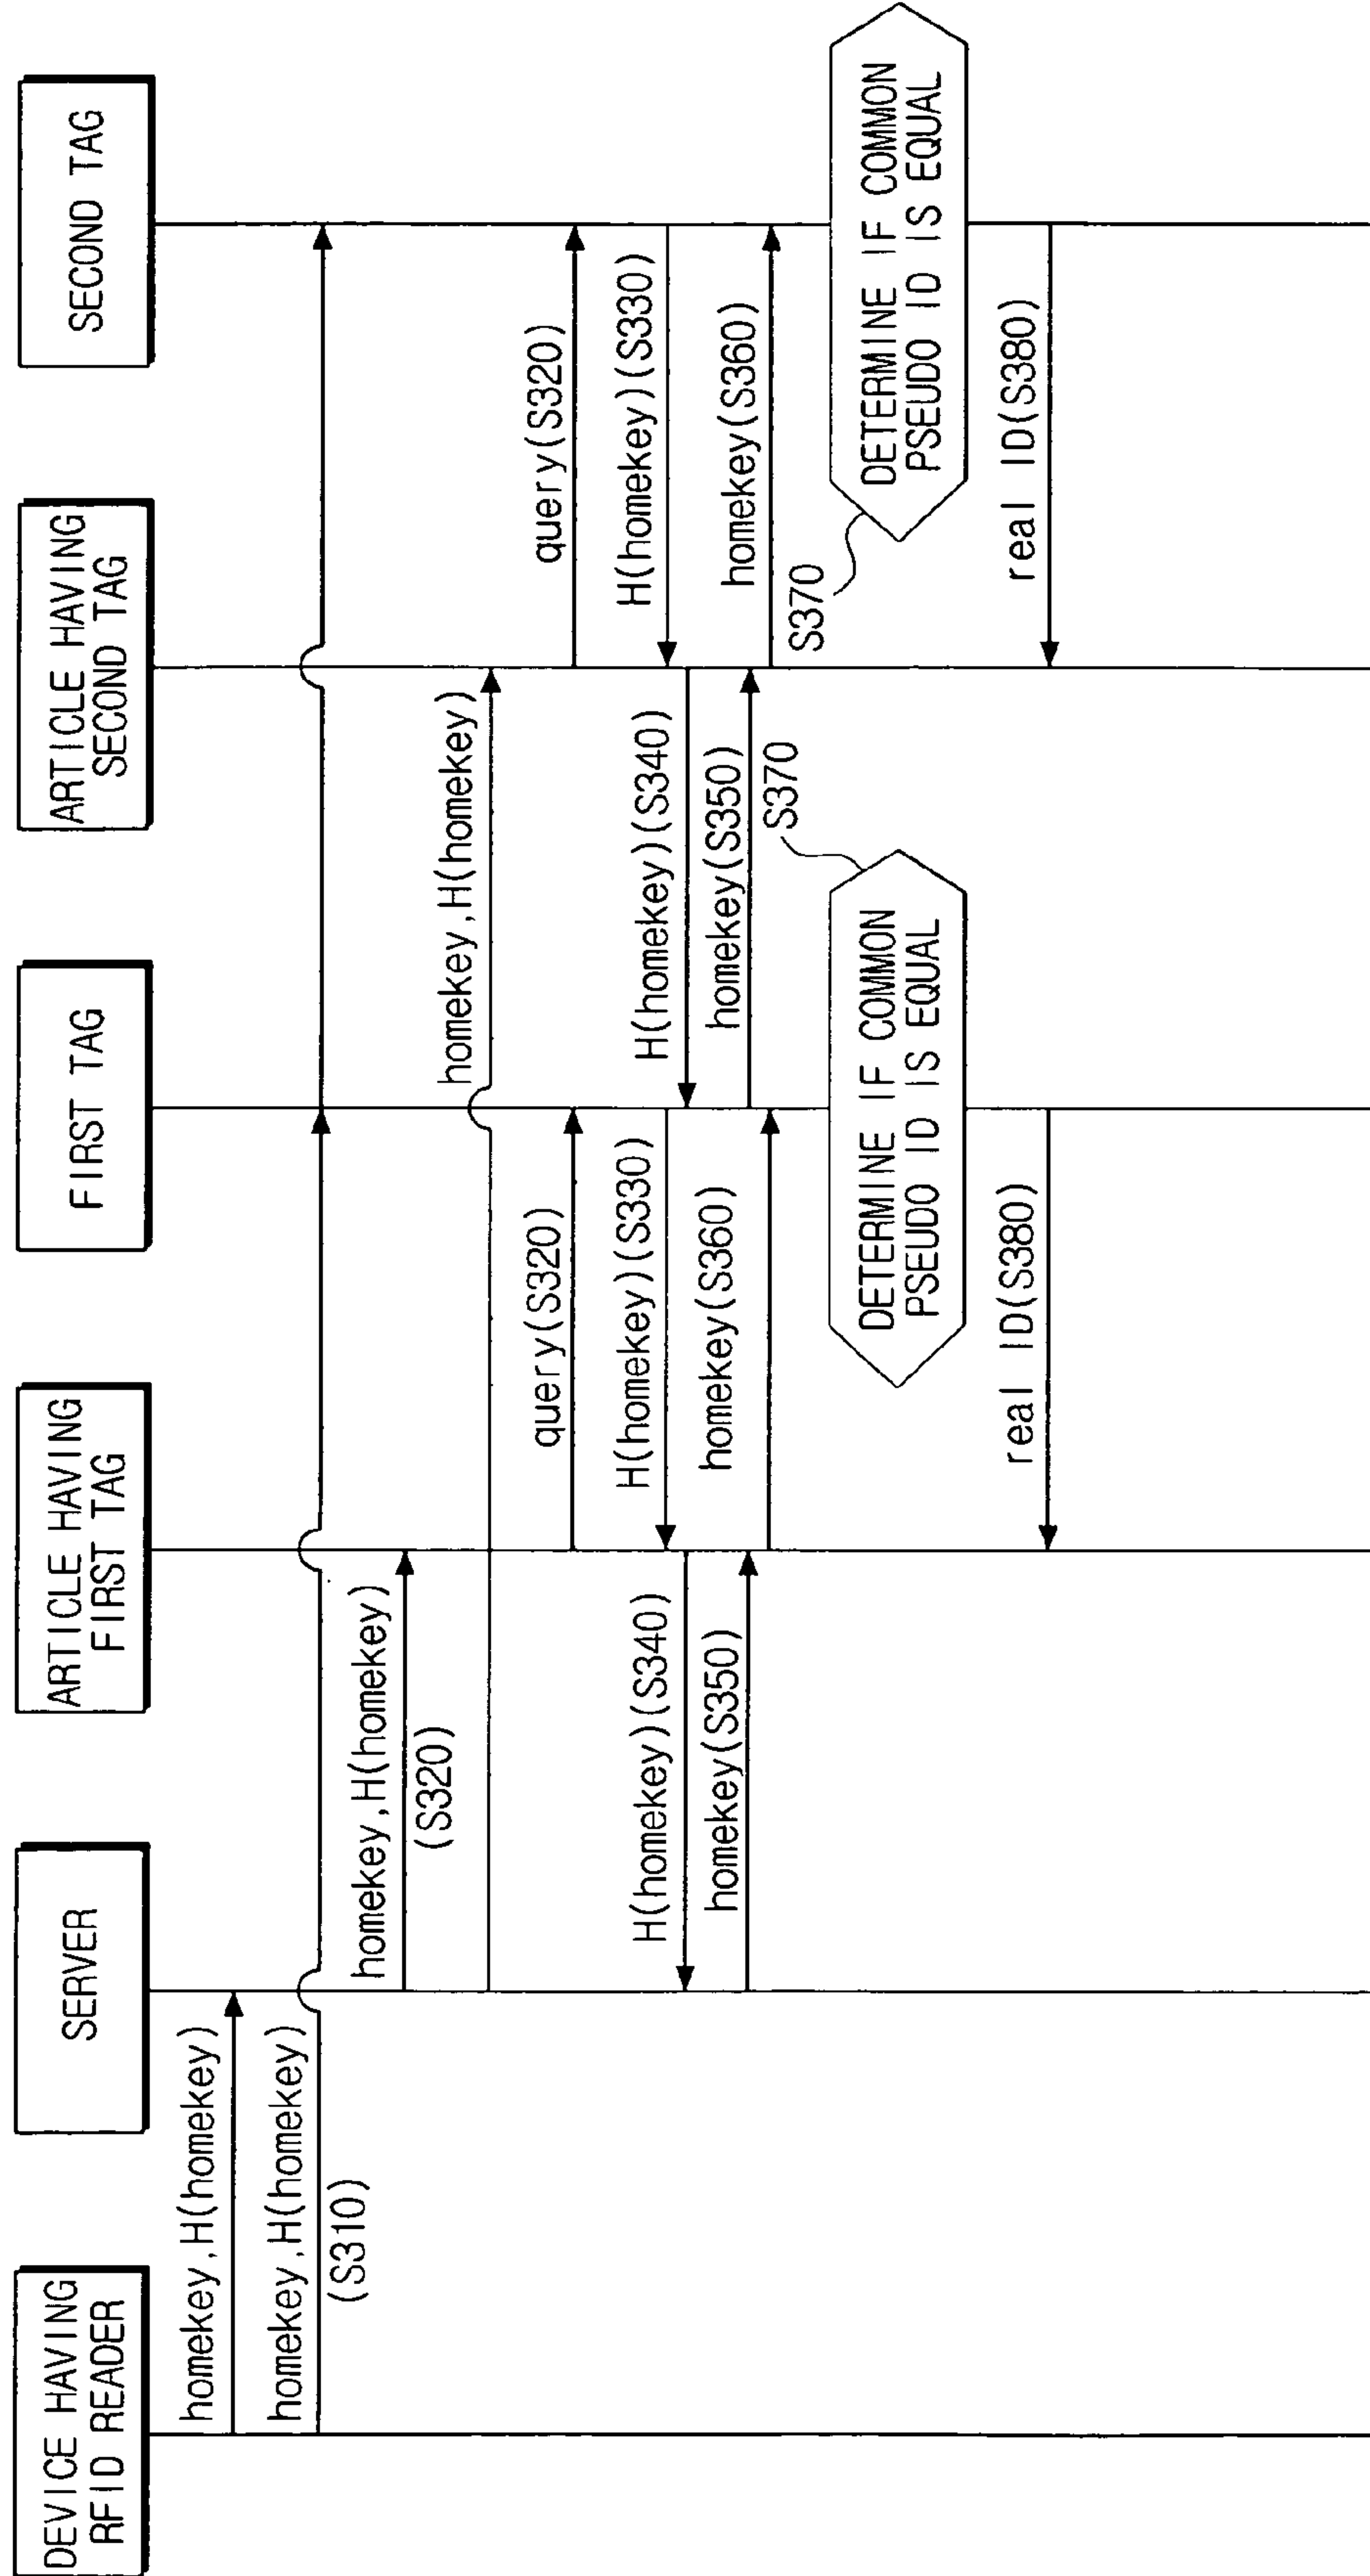 DEVICE HAVING
RFID READER
SERVER
ARTICLE HAVING
FIRST TAG
FIRST TAG
ARTICLE HAVING
SECOND TAG
SECOND TAG
homekey,H(homekey)
homekey,H(homekey)
(S310)
homekey,H(homekey)
(S320)
homekey,H(homekey)
query(S320)
query(S320)
H(homekey)(S330)
H(homekey)(S330)
H(homekey)(S340)
H(homekey)(S340)
homekey(S350)
homekey(S350)
homekey(S360)
homekey(S360)
S370
S370
DETERMINE IF COMMON
PSEUDO ID IS EQUAL
DETERMINE IF COMMON
PSEUDO ID IS EQUAL
real ID(S380)
real ID(S380)